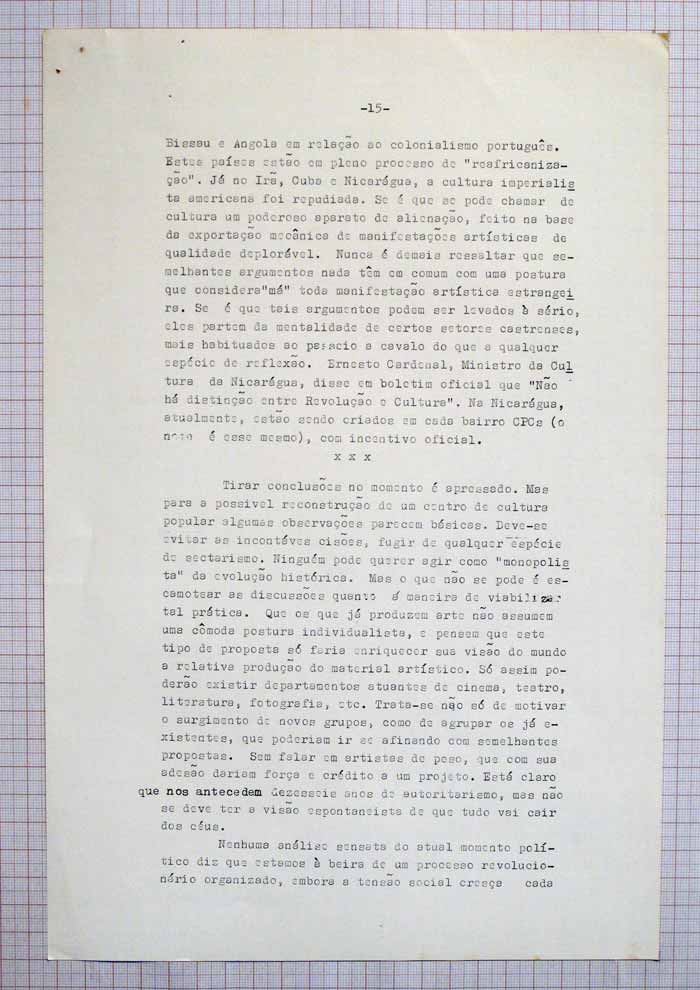 -15-
Bissau e Angola em relação ao colonialismo português.
Estes países estão em pleno processo de "reafricaniza-
ção". Já no Irã, Cuba e Nicarágua, a cultura imperialis
ta americana foi repudiada. Se é que se pode chamar de
cultura um poderoso aparato de alienação, feito na base
da exportação mecânica de manifestações artísticas de
qualidade deplorável. Nunca é demais ressaltar que se-
melhantes argumentos nada têm em comum com uma postura
que considera"má" toda manifestação artística estrangei
ra. Se é que tais argumentos podem ser levados à sério,
eles partem da mentalidade de certos setores castrenses,
mais habituados ao passeio a cavalo do que a qualquer
espécie de reflexão. Ernesto Cardenal, Ministro da Cul
tura da Nicarágua, disse em boletim oficial que "Não
há distinção entre Revolução e Cultura". Na Nicarágua,
atualmente, estão sendo criados em cada bairro CPCs (o
nome é esse mesmo), com incentivo oficial.
x x x
Tirar conclusões no momento é apressado. Mas
para a possivel reconstrução de um centro de cultura
popular algumas observações parecem básicas. Deve-se
evitar as incontáves cisões, fugir de qualquer espécie
de sectarismo. Ninguém pode querer agir como "monopolis
ta" da evolução histórica. Mas o que não se pode é es-
camotear as discussões quanto á maneira de viabilizar
tal prática. Que os que já produzem arte não assumem
uma cômoda postura individualista, e pensem que este
tipo de proposta só faria enriquecer sua visão do mundo
a relativa produção do material artístico. Só assim po-
derão existir departamentos atuantes de cinema, teatro,
literatura, fotografia, etc. Trata-se não só de motivar
o surgimento de novos grupos, como de agrupar os já e-
xistentes, que poderiam ir se afinando com semelhantes
propostas. Sem falar em artistas de peso, que com sua
adesão dariam força e crédito a um projeto. Está claro
que nos antecedem dezesseis anos de autoritarismo, mas não
se deve ter a visão espontaneista de que tudo vai cair
dos céus.
Nenhuma análise sensata do atual momento polí-
tico diz que estamos à beira de um processo revolucio-
nário organizado, embora a tensão social cresça cada